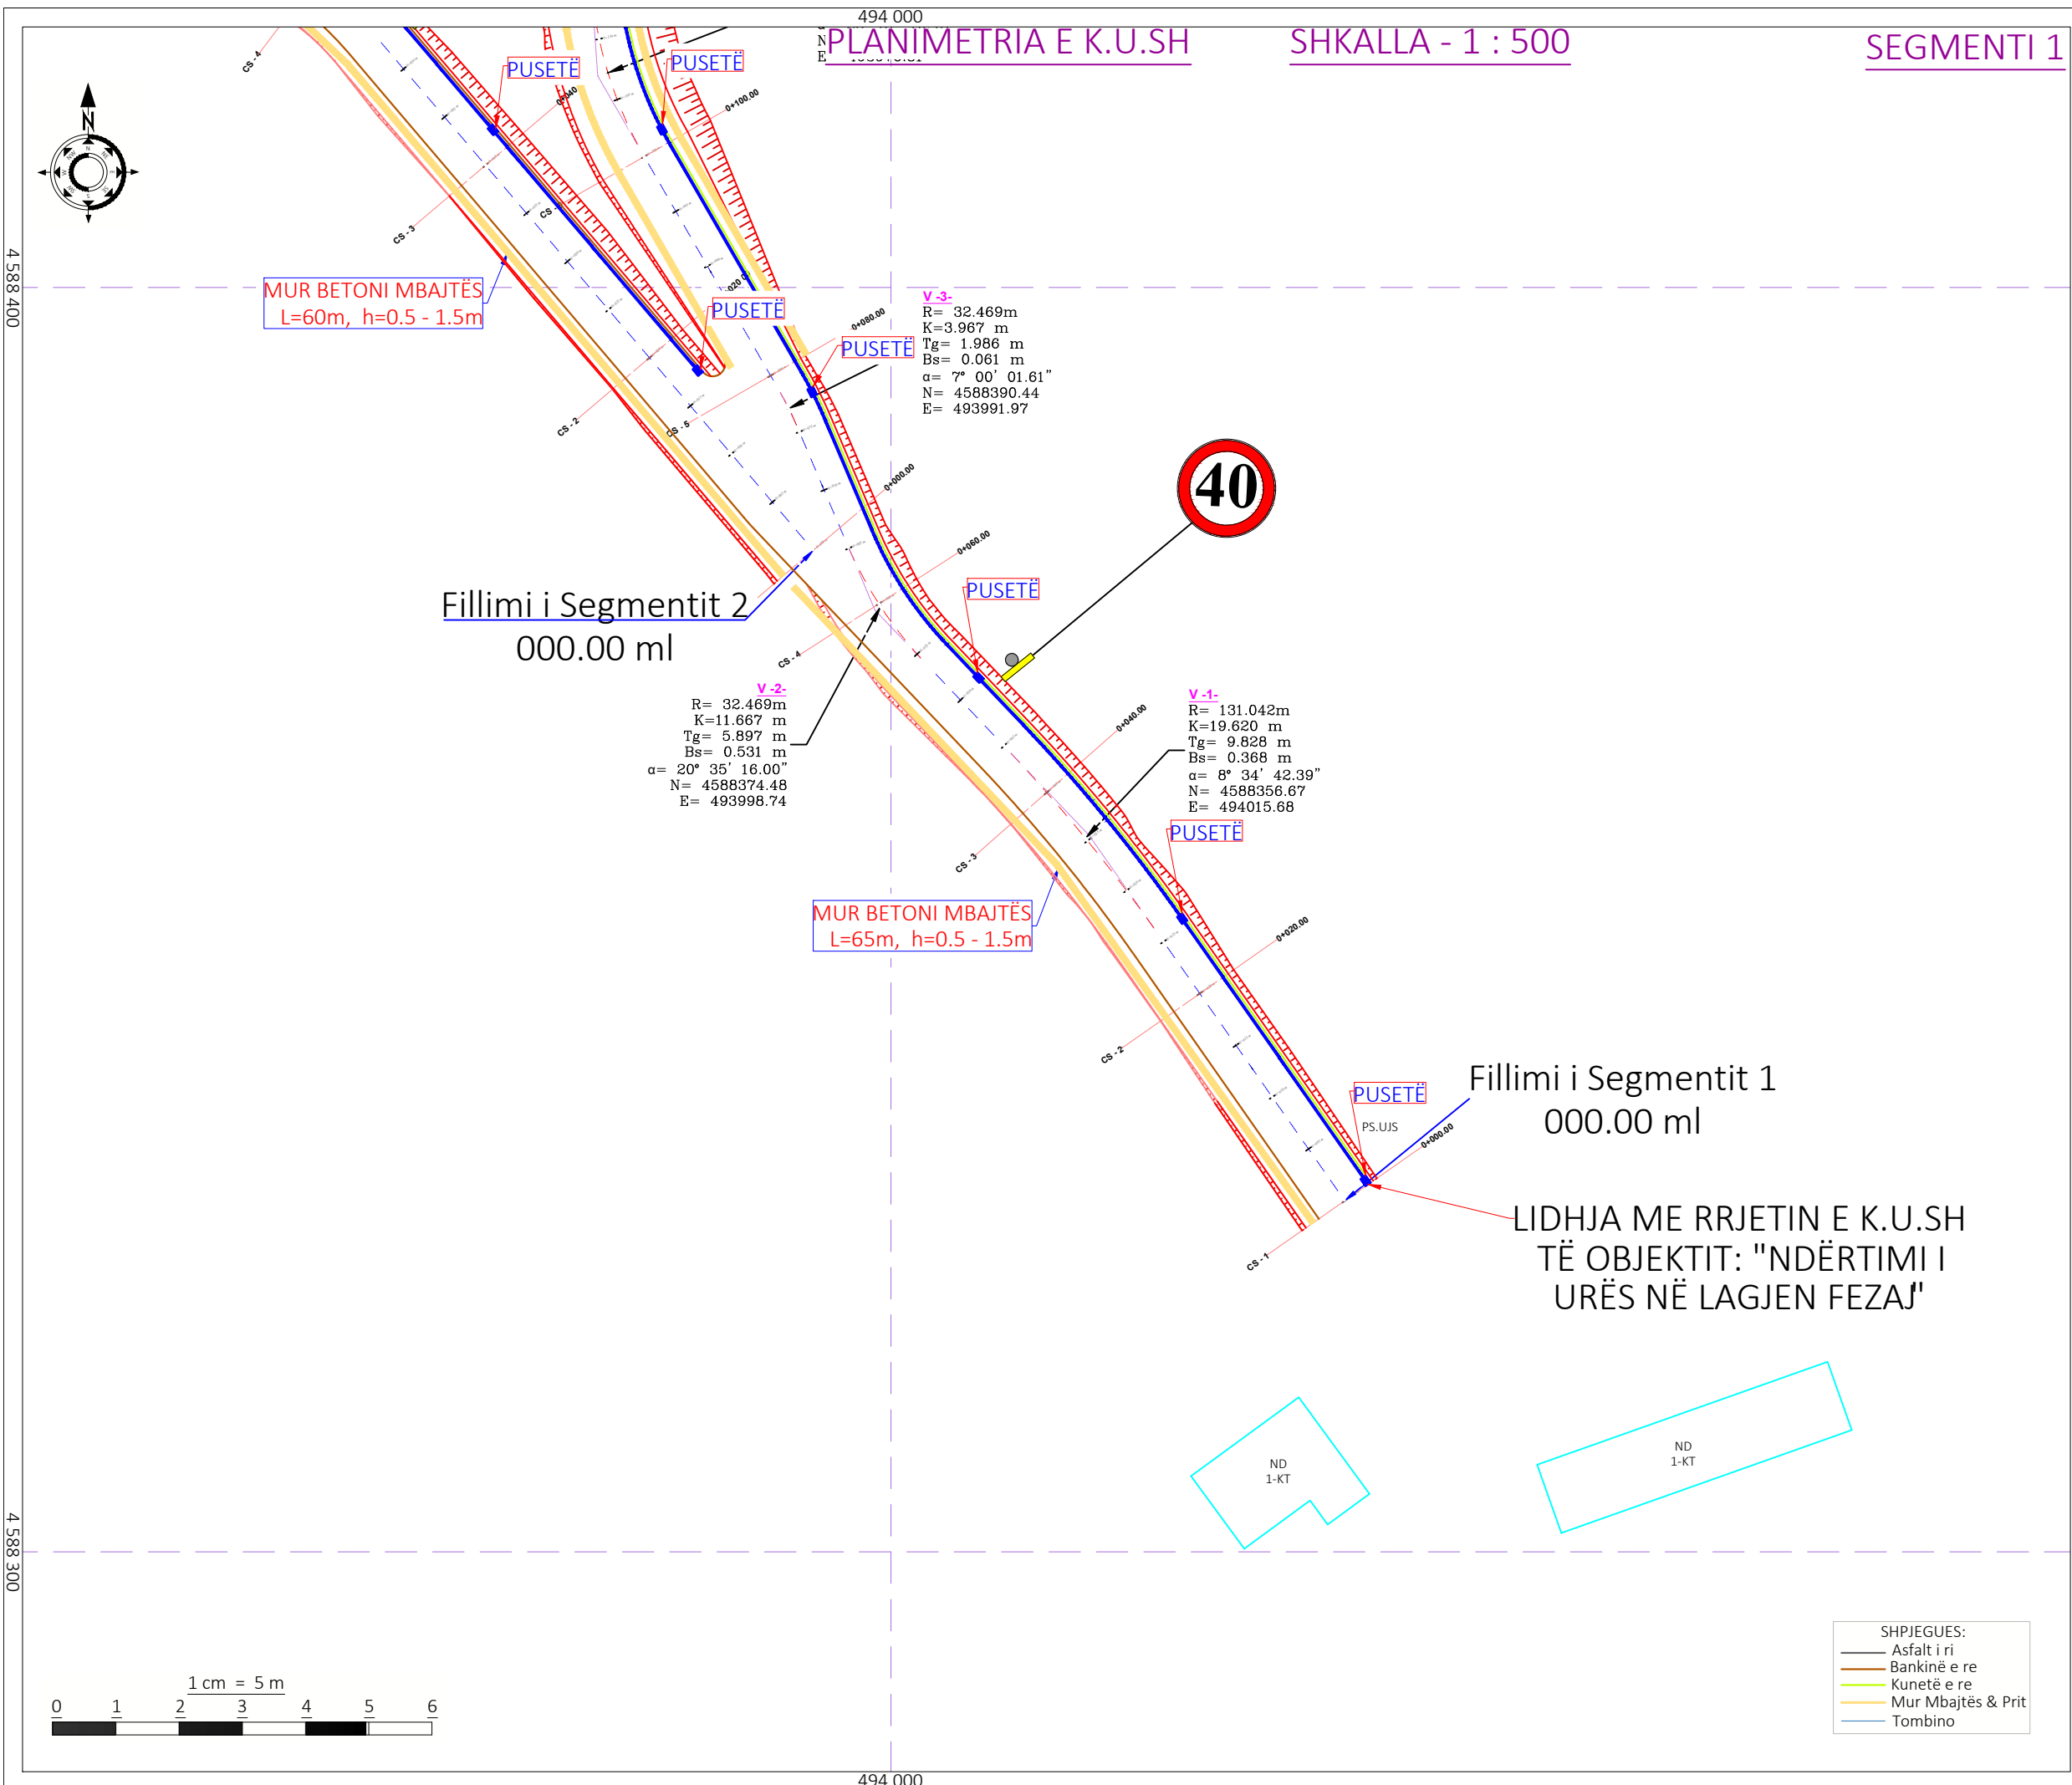 494 000
PLANIMETRIA E K.U.SH
SHKALLA - 1 : 500
SEGMENTI 1
N
E
CS - 4
PUSETË
PUSETË
0+040
0+100.00
N
CS - 3
CS -
4 588 400
MUR BETONI MBAJTËS
L=60m, h=0.5 - 1.5m
PUSETË
0+080.00
PUSETË
V -3-
R= 32.469m
K=3.967 m
Tg= 1.986 m
Bs= 0.061 m
α= 7° 00' 01.61"
N= 4588390.44
E= 493991.97
CS - 2
CS - 5
40
0+000.00
0+060.00
PUSETË
Fillimi i Segmentit 2
000.00 ml
CS - 4
V -2-
R= 32.469m
K=11.667 m
Tg= 5.897 m
Bs= 0.531 m
α= 20° 35' 16.00"
N= 4588374.48
E= 493998.74
V -1-
R= 131.042m
K=19.620 m
Tg= 9.828 m
Bs= 0.368 m
α= 8° 34' 42.39"
N= 4588356.67
E= 494015.68
0+040.00
PUSETË
CS - 3
MUR BETONI MBAJTËS
L=65m, h=0.5 - 1.5m
0+020.00
CS - 2
Fillimi i Segmentit 1
000.00 ml
PUSETË
PS.UJS
0+000.00
LIDHJA ME RRJETIN E K.U.SH
TË OBJEKTIT: "NDËRTIMI I
URËS NË LAGJEN FEZAJ"
CS - 1
ND
1-KT
ND
1-KT
4 588 300
SHPJEGUES:
Asfalt i ri
Bankinë e re
Kunetë e re
Mur Mbajtës & Prit
Tombino
1 cm = 5 m
0 1 2 3 4 5 6
494 000